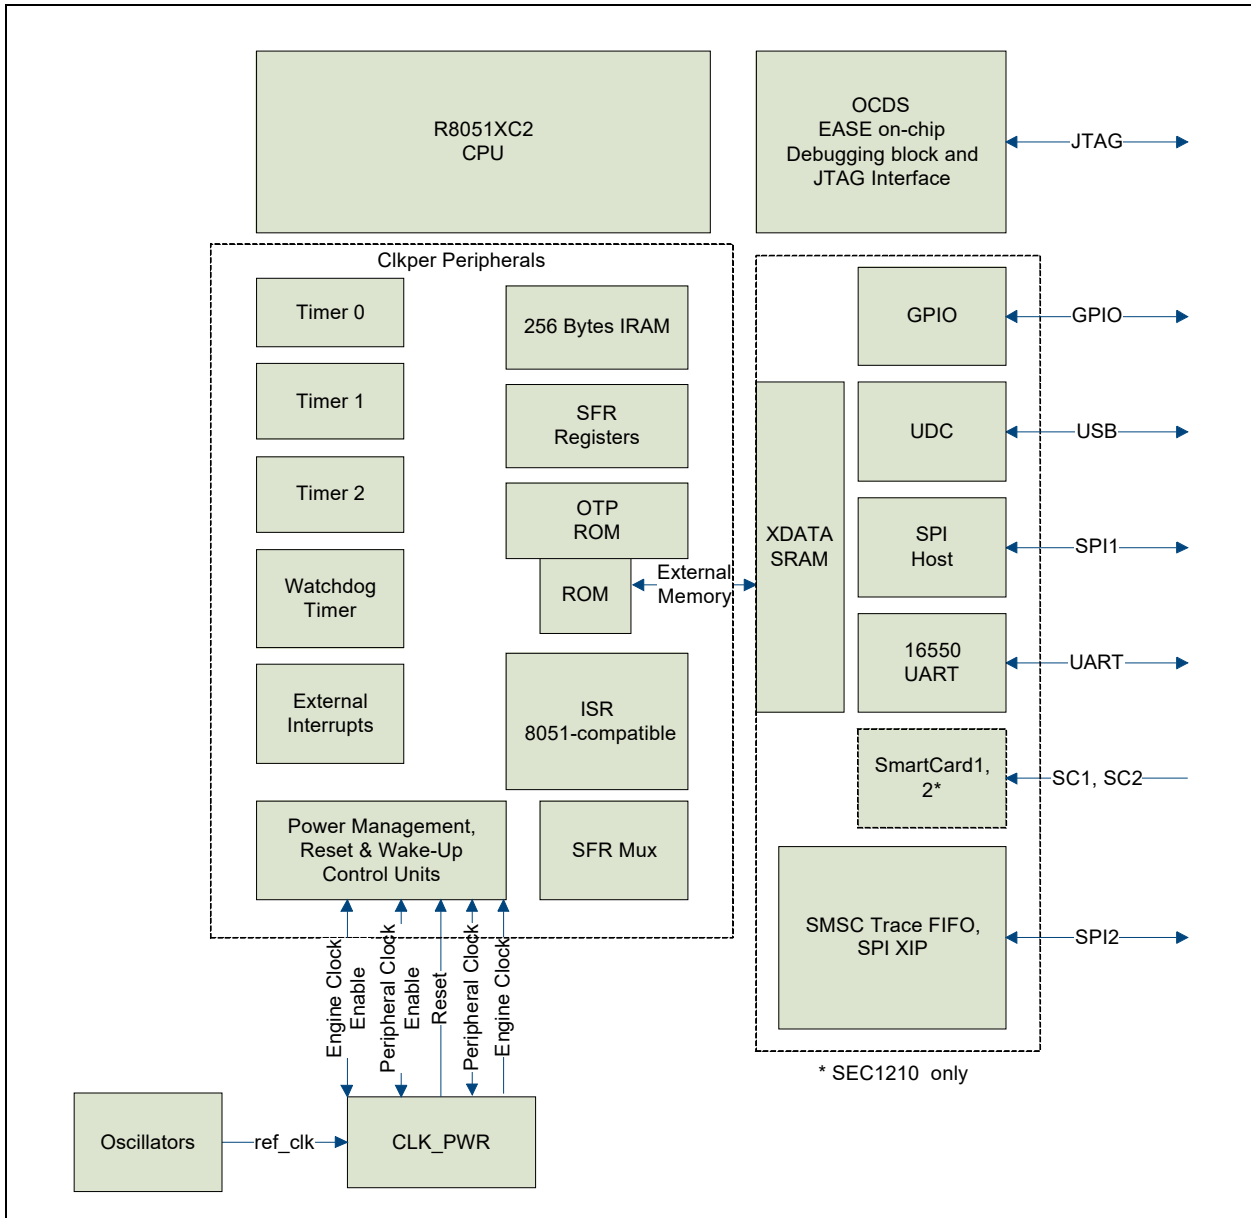 R8051XC2
CPU
OCDS
EASE on-chip
Debugging block and
JTAG Interface
JTAG
Clkper Peripherals
Timer 0
Timer 1
Timer 2
Watchdog
Timer
External
Interrupts
Power Management,
Reset & Wake-Up
Control Units
256 Bytes IRAM
SFR
Registers
OTP
ROM
ROM
External
Memory
ISR
8051-compatible
SFR Mux
XDATA
SRAM
GPIO
GPIO
UDC
USB
SPI
Host
SPI1
16550
UART
UART
SmartCard1,
2*
SC1, SC2
SMSC Trace FIFO,
SPI XIP
SPI2
* SEC1210 only
Engine Clock
Enable
Peripheral Clock
Enable
Reset
Peripheral Clock
Engine Clock
Oscillators
ref_clk
CLK_PWR